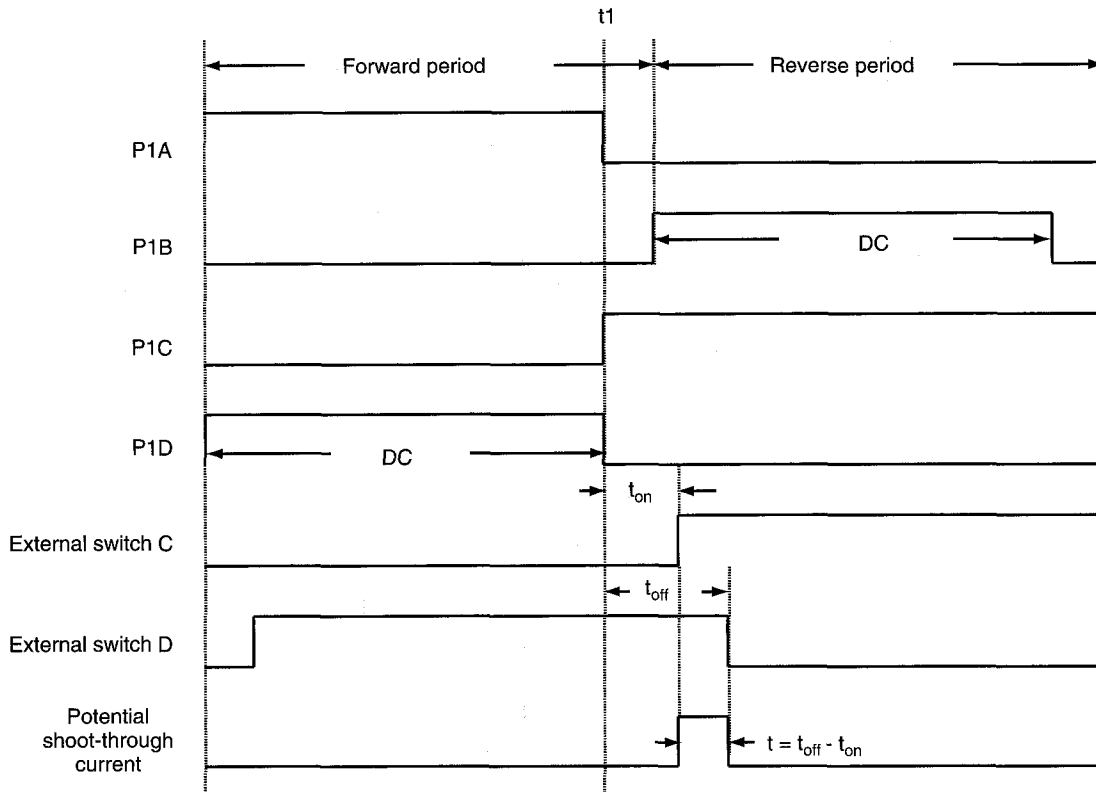 t1
Forward period
Reverse period
P1A
P1B
DC
P1C
P1D
DC
t_on
External switch C
t_off
External switch D
Potential
shoot-through
current
t = t_off - t_on